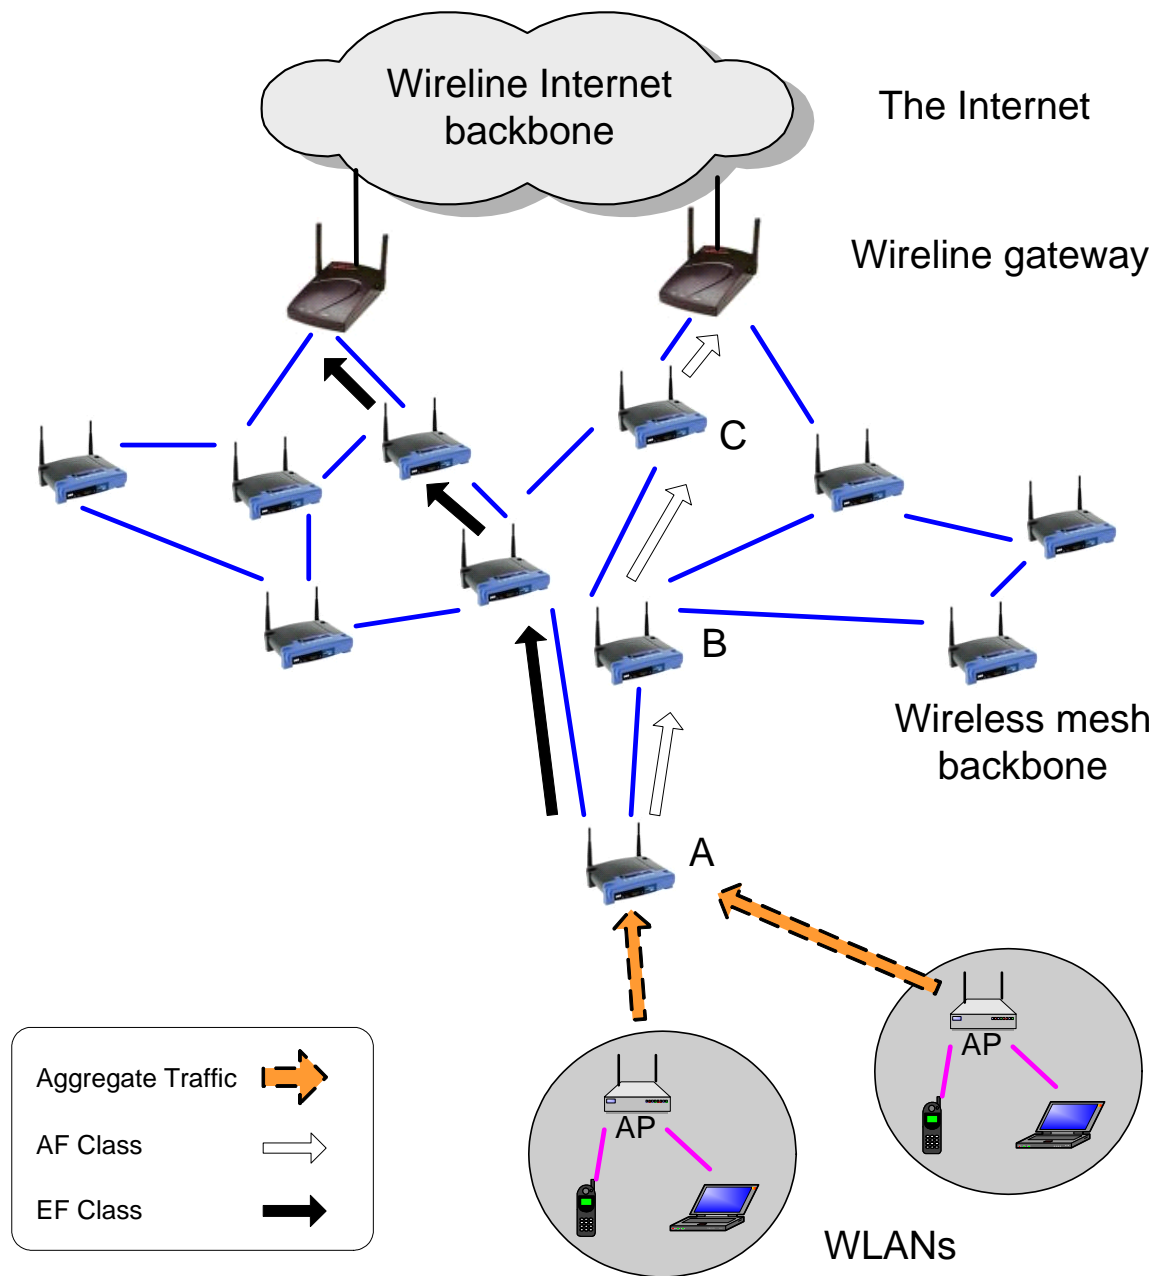 Wireline Internet
backbone
The Internet
Wireline gateway
C
B
Wireless mesh
backbone
A
AP
AP
Aggregate Traffic
AF Class
EF Class
WLANs